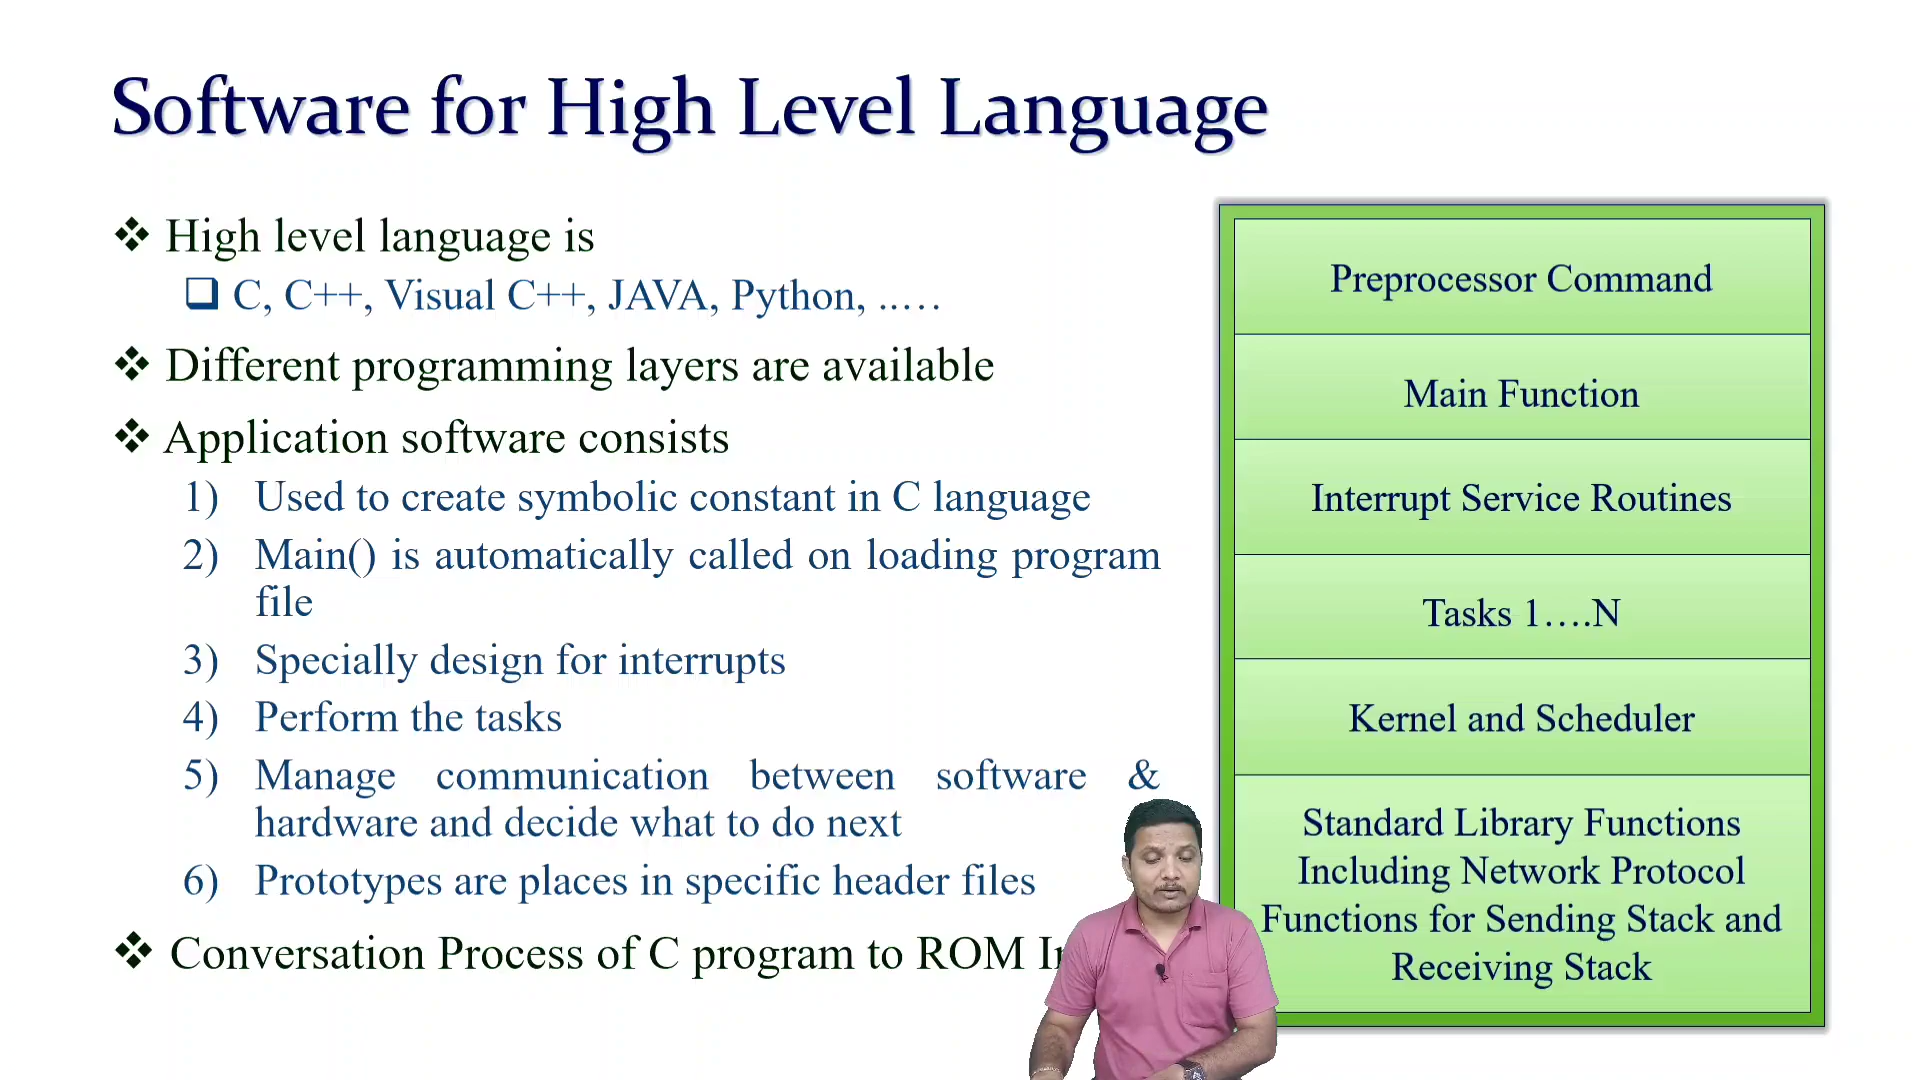 Software for High Level Language
❖ High level language is
❑ C, C++, Visual C++, JAVA, Python, ..…
❖ Different programming layers are available
❖ Application software consists
1) Used to create symbolic constant in C language
2) Main() is automatically called on loading program
file
3) Specially design for interrupts
4) Perform the tasks
5) Manage communication between software &
hardware and decide what to do next
6) Prototypes are places in specific header files
❖ Conversation Process of C program to ROM
Preprocessor Command
Main Function
Interrupt Service Routines
Tasks 1….N
Kernel and Scheduler
Standard Library Functions
Including Network Protocol
Functions for Sending Stack and
Receiving Stack